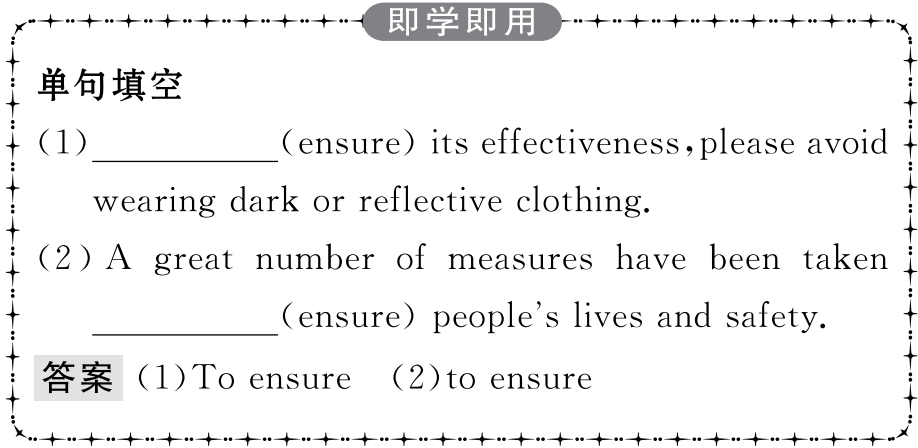 即学即用
单句填空
(1)__________(ensure) its effectiveness,please avoid
wearing dark or reflective clothing.
(2) A great number of measures have been taken
__________(ensure) people's lives and safety.
答案 (1)To ensure (2)to ensure